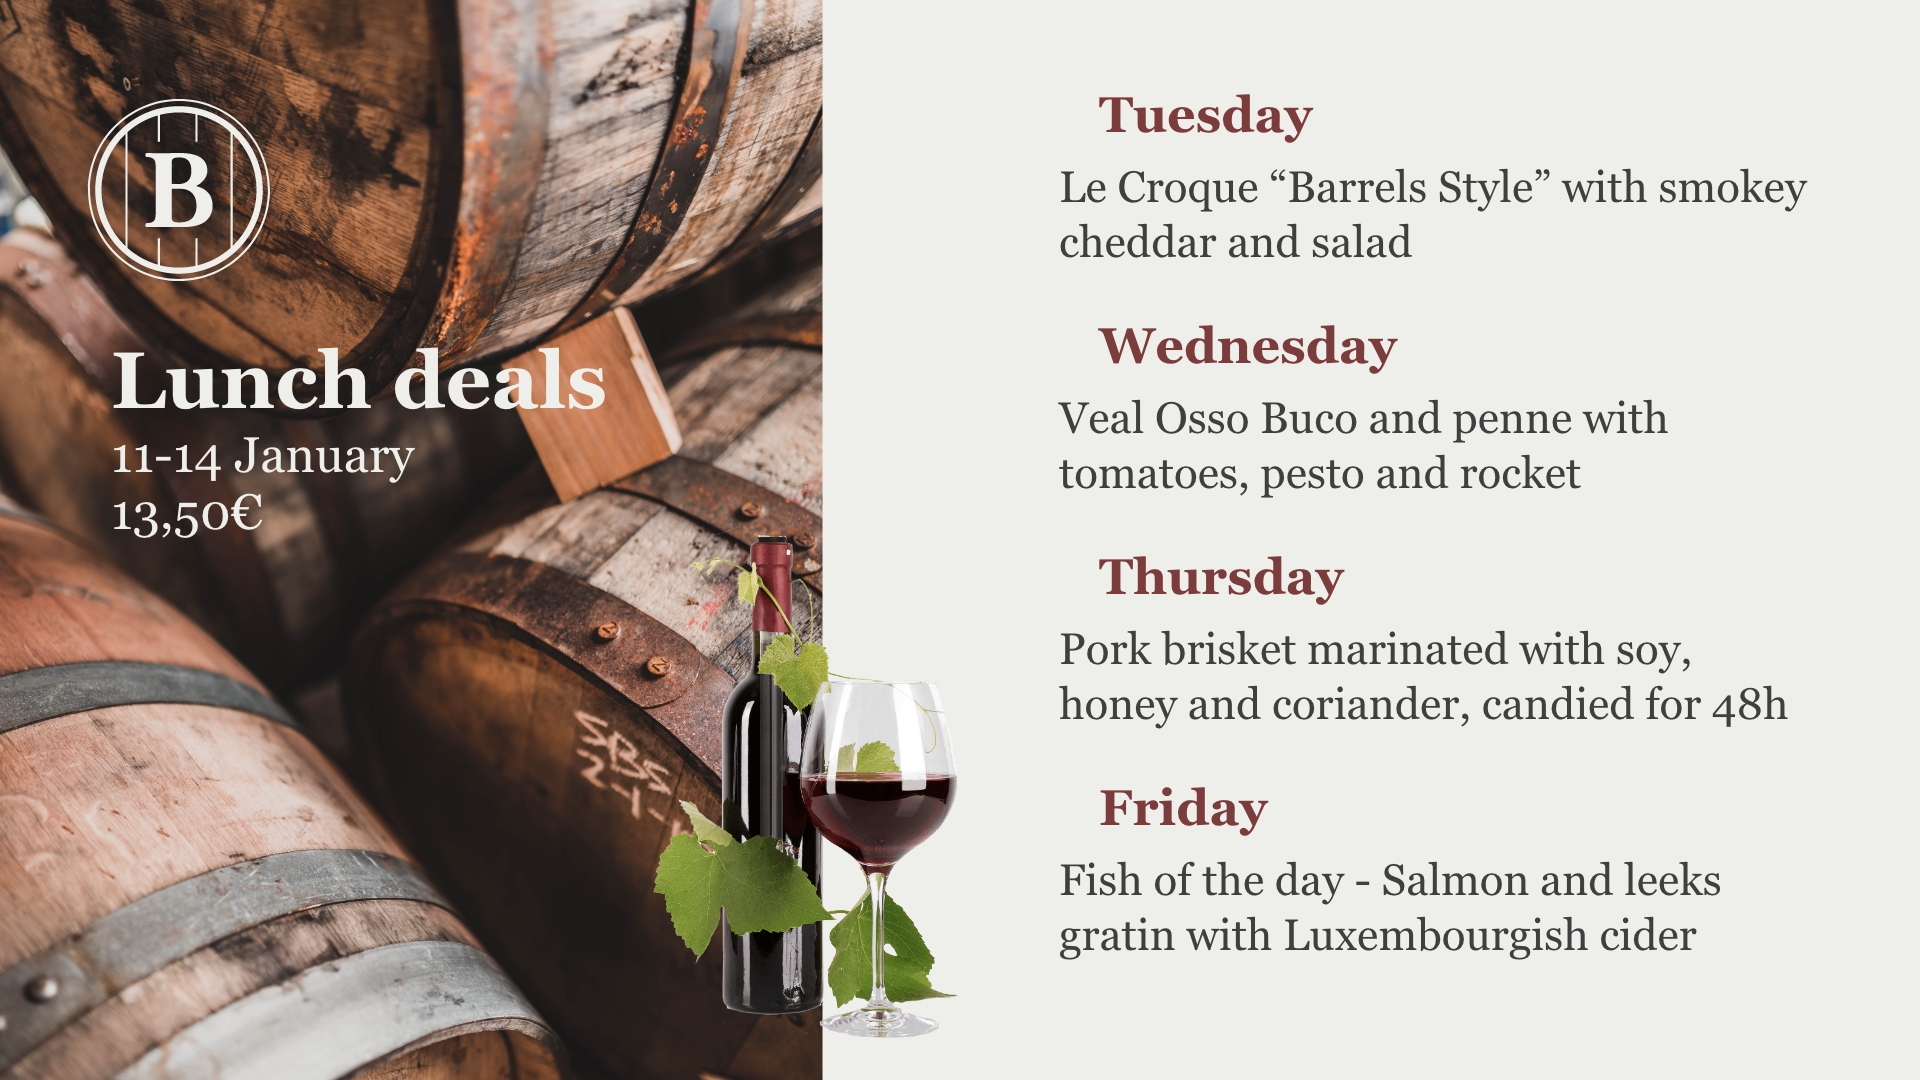 B
Lunch deals
11-14 January
13,50€
SBS
Tuesday
Le Croque “Barrels Style” with smokey
cheddar and salad
Wednesday
Veal Osso Buco and penne with
tomatoes, pesto and rocket
Thursday
Pork brisket marinated with soy,
honey and coriander, candied for 48h
Friday
Fish of the day - Salmon and leeks
gratin with Luxembourgish cider